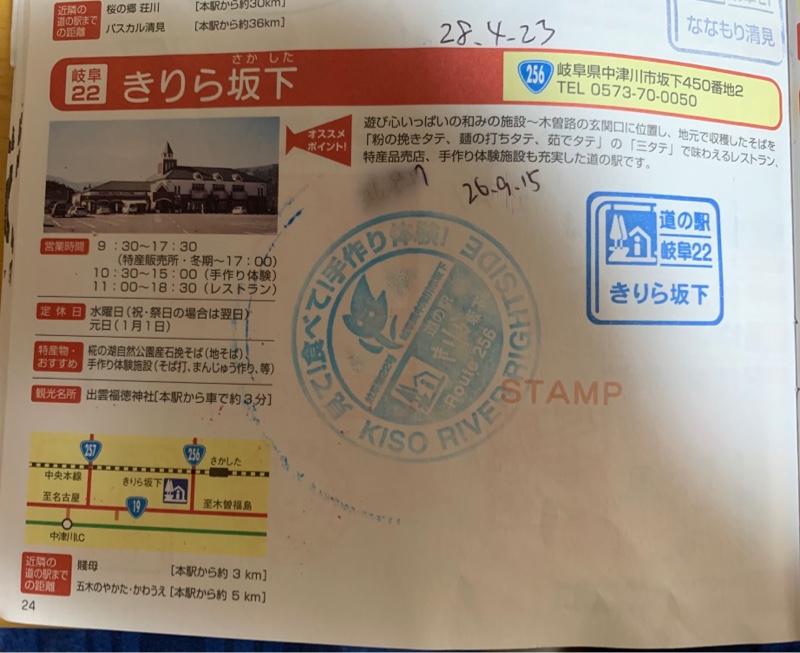 近隣の
道の駅まで
の距離
桜の郷 荘川 [本駅から約30km]
パスカル清見 [本駅から約36km]
ななもり清見
28.4.23
岐阜
22
さかした
きりら坂下
256
岐阜県中津川市坂下450番地2
TEL 0573-70-0050
オススメ
ポイント!
遊び心いっぱいの和みの施設〜木曽路の玄関口に位置し、地元で収穫したそばを
「粉の挽きタテ、麺の打ちタテ、茹でタテ」の「三タテ」で味わえるレストラン、
特産品売店、手作り体験施設も充実した道の駅です。
26.9.15
営業時間
9:30〜17:30
(特産販売所・冬期〜17:00)
10:30〜15:00(手作り体験)
11:00〜18:30(レストラン)
定休日
水曜日(祝・祭日の場合は翌日)
元日(1月1日)
特産物・
おすすめ
椛の湖自然公園産石挽そば(地そば)、
手作り体験施設(そば打、まんじゅう作り、等)
観光名所
出雲福徳神社[本駅から車で約3分]
道の駅
岐阜22
きりら坂下
食べて!手作り体験!
KISO RIVER RIGHTSIDE
道の駅
きりら坂下
Route 256
STAMP
257
256
さかした
中央本線
きりら坂下
至名古屋
19
至木曽福島
中津川I.C
近隣の
道の駅まで
の距離
賤母 [本駅から約 3 km]
五木のやかた・かわうえ [本駅から約 5 km]
24